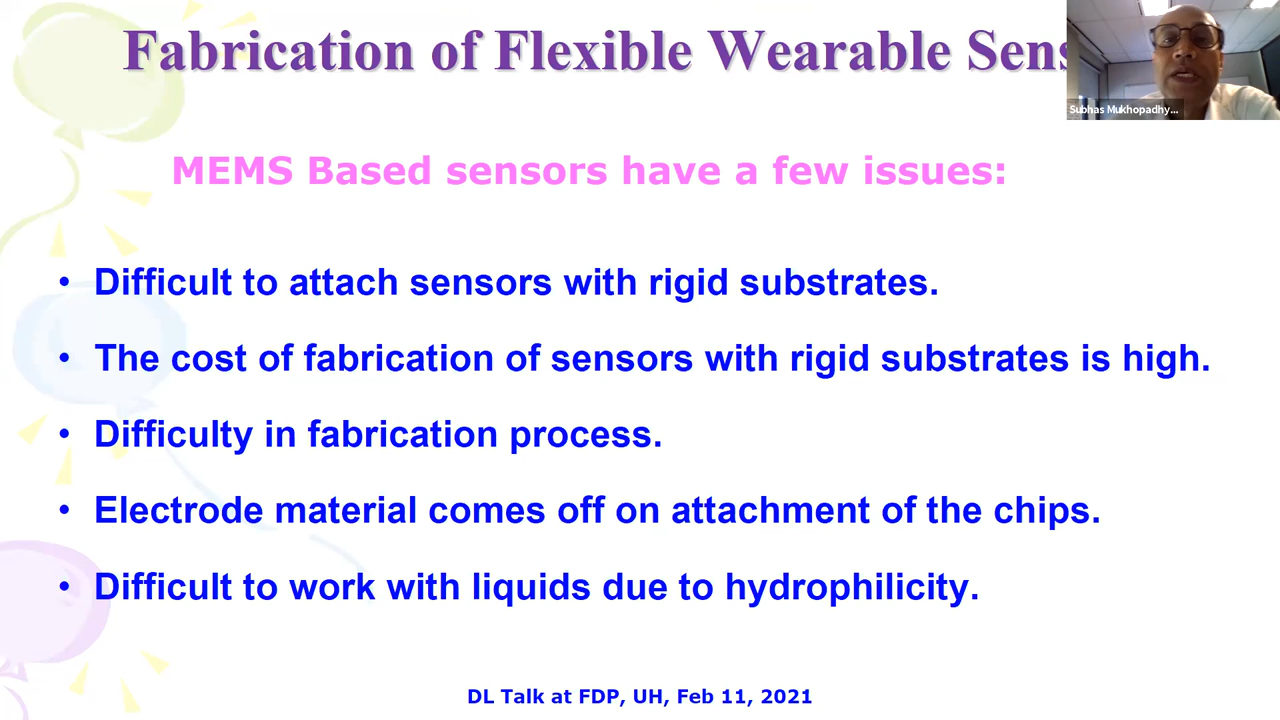 Fabrication of Flexible Wearable Sens
Subhas Mukhopadhy...
MEMS Based sensors have a few issues:
• Difficult to attach sensors with rigid substrates.
• The cost of fabrication of sensors with rigid substrates is high.
• Difficulty in fabrication process.
• Electrode material comes off on attachment of the chips.
• Difficult to work with liquids due to hydrophilicity.
DL Talk at FDP, UH, Feb 11, 2021